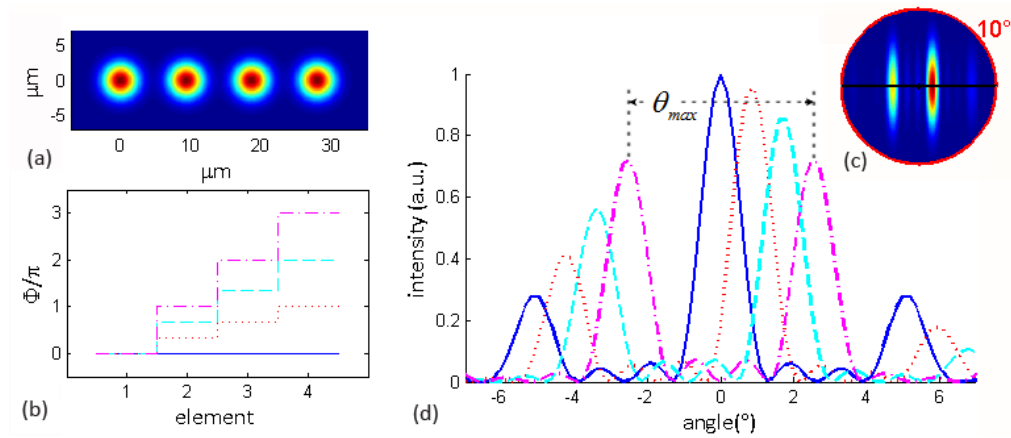 5
0
-5
μm
0 10 20 30
μm
(a)
3
2
1
0
Φ/π
1 2 3 4
element
(b)
1
0.8
0.6
0.4
0.2
0
intensity (a.u.)
θmax
-6 -4 -2 0 2 4 6
angle(°)
(d)
10°
(c)